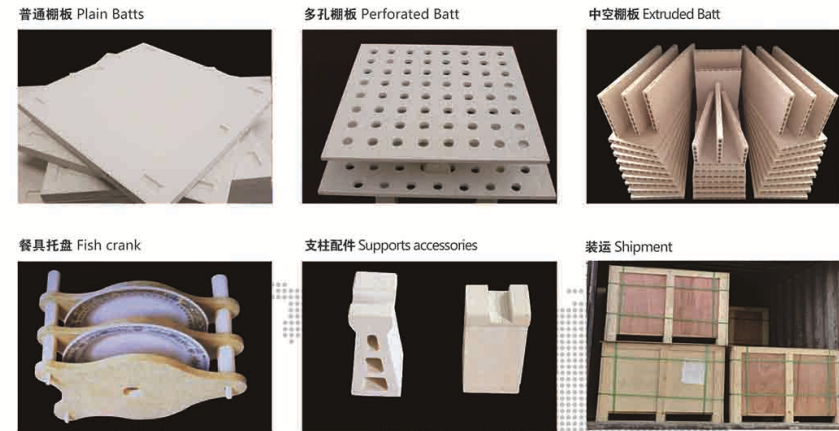 普通棚板 Plain Batts
多孔棚板 Perforated Batt
中空棚板 Extruded Batt
餐具托盘 Fish crank
支柱配件 Supports accessories
装运 Shipment